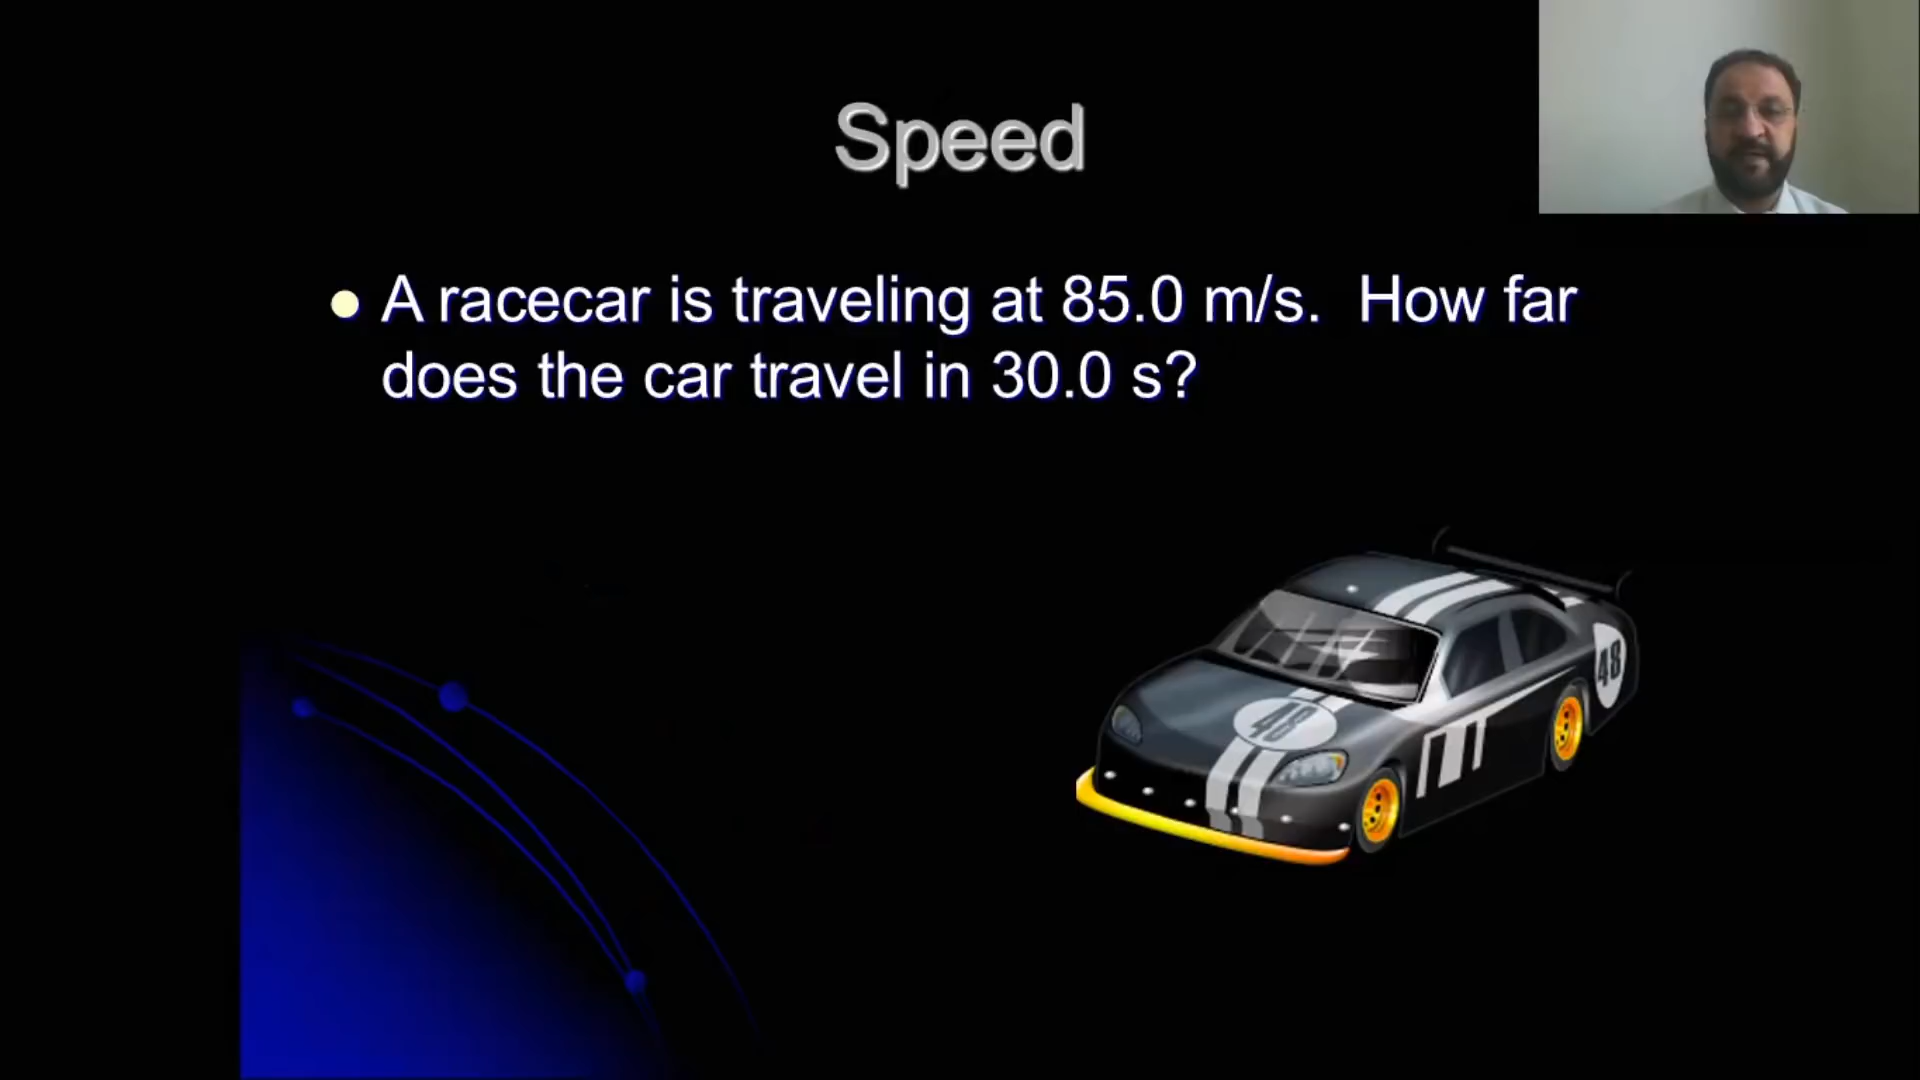 Speed
A racecar is traveling at 85.0 m/s. How far
does the car travel in 30.0 s?
48
48